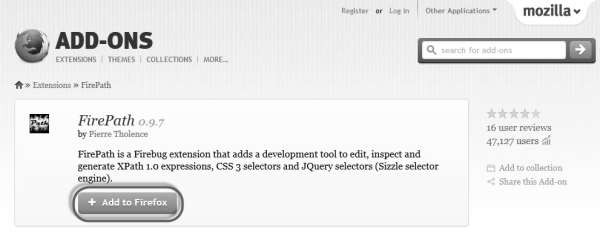 Register or Log In Other Applications mozilla
ADD-ONS
EXTENSIONS | THEMES | COLLECTIONS | MORE...
search for add-ons
» Extensions » FirePath
Path
FirePath 0.9.7
by Pierre Tholence
FirePath is a Firebug extension that adds a development tool to edit, inspect and
generate XPath 1.0 expressions, CSS 3 selectors and JQuery selectors (Sizzle selector
engine).
+ Add to Firefox
16 user reviews
47,127 users
Add to collection
Share this Add-on